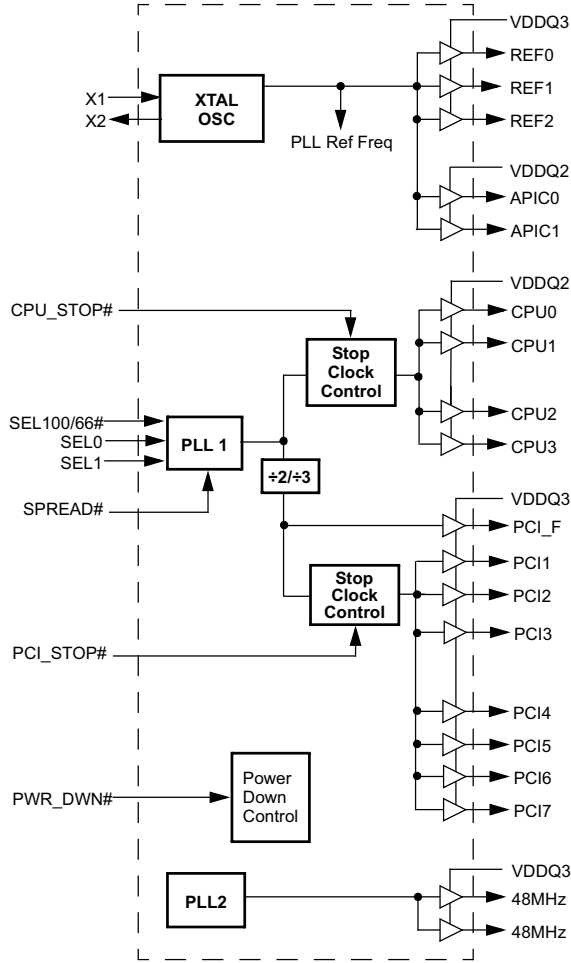 VDDQ3
REF0
REF1
REF2
X1
X2
XTAL
OSC
PLL Ref Freq
VDDQ2
APIC0
APIC1
VDDQ2
CPU_STOP#
CPU0
CPU1
Stop
Clock
Control
CPU2
CPU3
SEL100/66#
SEL0
SEL1
PLL 1
÷2/÷3
SPREAD#
VDDQ3
PCI_F
PCI1
Stop
Clock
Control
PCI2
PCI3
PCI_STOP#
PCI4
PCI5
PCI6
PCI7
PWR_DWN#
Power
Down
Control
VDDQ3
PLL2
48MHz
48MHz